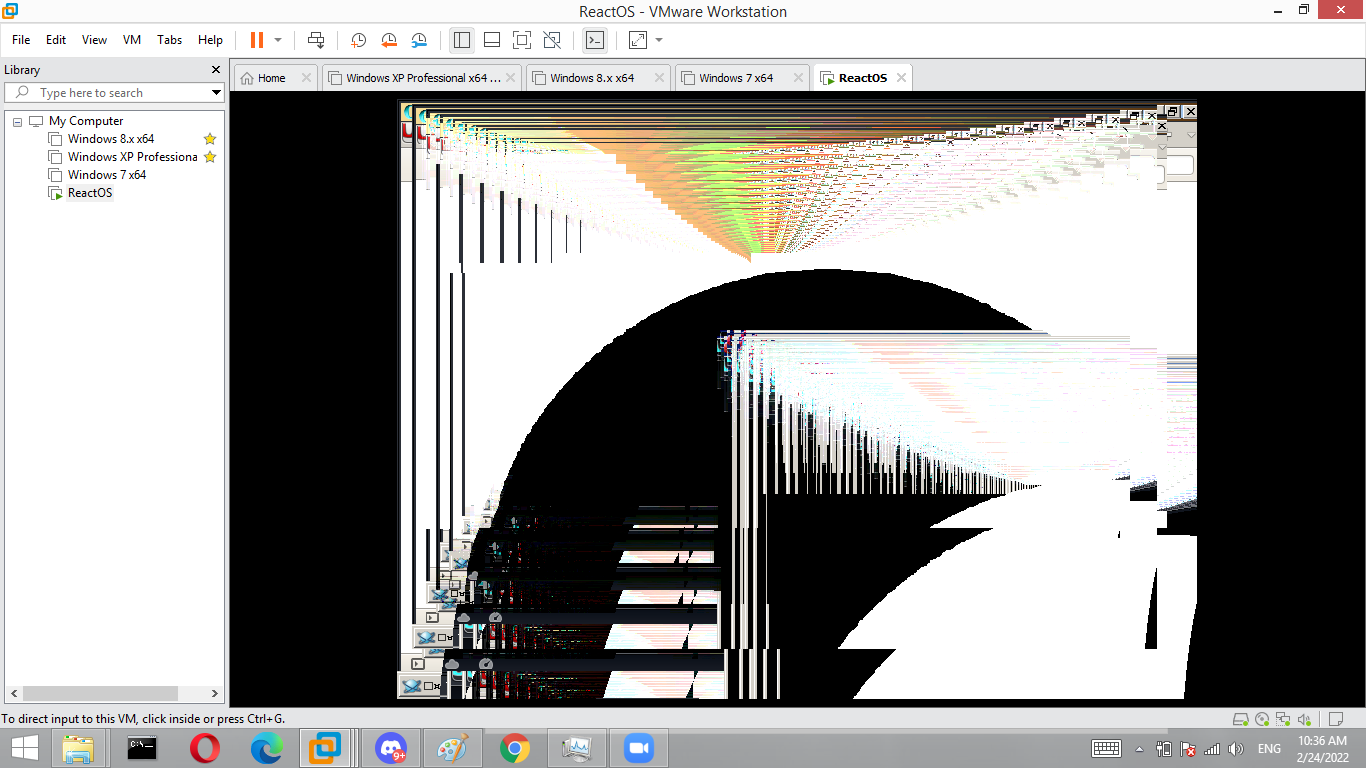 ReactOS - VMware Workstation
File Edit View VM Tabs Help
Library
Type here to search
My Computer
Windows 8.x x64
Windows XP Professiona
Windows 7 x64
ReactOS
Home
Windows XP Professional x64 ...
Windows 8.x x64
Windows 7 x64
ReactOS
To direct input to this VM, click inside or press Ctrl+G.
9+
ENG
10:36 AM
2/24/2022